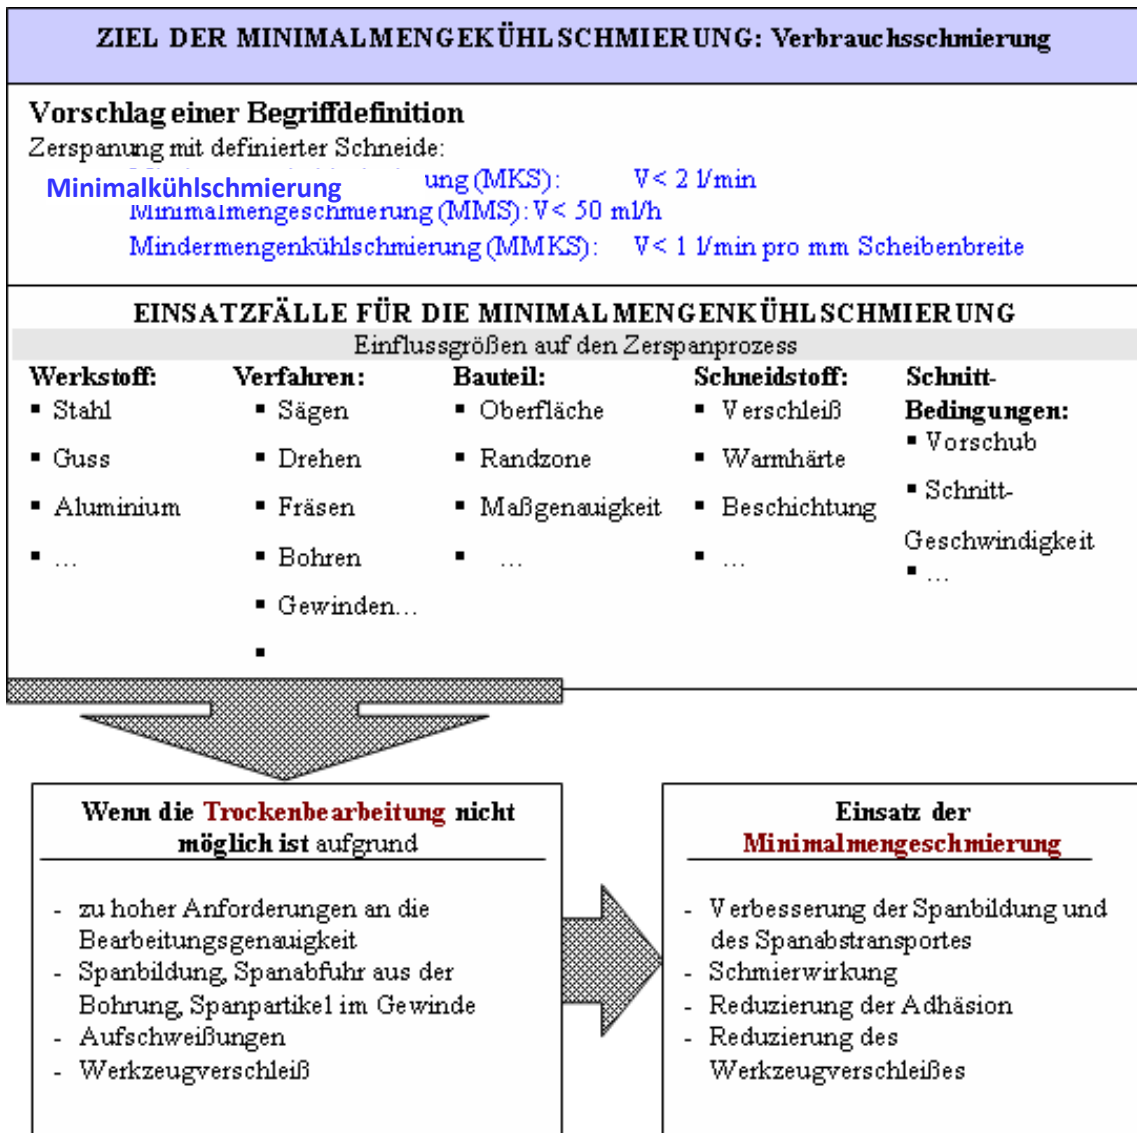 ZIEL DER MINIMALMENGEKÜHLSCHMIERUNG: Verbrauchsschmierung
Vorschlag einer Begriffdefinition
Zerspanung mit definierter Schneide:
Minimalkühlschmierung ung (MKS): V< 2 l/min
Minimalmengeschmierung (MMS): V< 50 ml/h
Mindermengenkühlschmierung (MMKS): V< 1 l/min pro mm Scheibenbreite
EINSATZFÄLLE FÜR DIE MINIMALMENGENKÜHLSCHMIERUNG
Einflussgrößen auf den Zerspanprozess
Werkstoff:
▪ Stahl
▪ Guss
▪ Aluminium
▪ ...
Verfahren:
▪ Sägen
▪ Drehen
▪ Fräsen
▪ Bohren
▪ Gewinden...
▪
Bauteil:
▪ Oberfläche
▪ Randzone
▪ Maßgenauigkeit
▪ ...
Schneidstoff:
▪ Verschleiß
▪ Warmhärte
▪ Beschichtung
▪ ...
Schnitt-
Bedingungen:
▪ Vorschub
▪ Schnitt-
Geschwindigkeit
▪ ...
Wenn die Trockenbearbeitung nicht
möglich ist aufgrund
- zu hoher Anforderungen an die
Bearbeitungsgenauigkeit
- Spanbildung, Spanabfuhr aus der
Bohrung, Spanpartikel im Gewinde
- Aufschweißungen
- Werkzeugverschleiß
Einsatz der
Minimalmengeschmierung
- Verbesserung der Spanbildung und
des Spanabstransportes
- Schmierwirkung
- Reduzierung der Adhäsion
- Reduzierung des
Werkzeugverschleißes